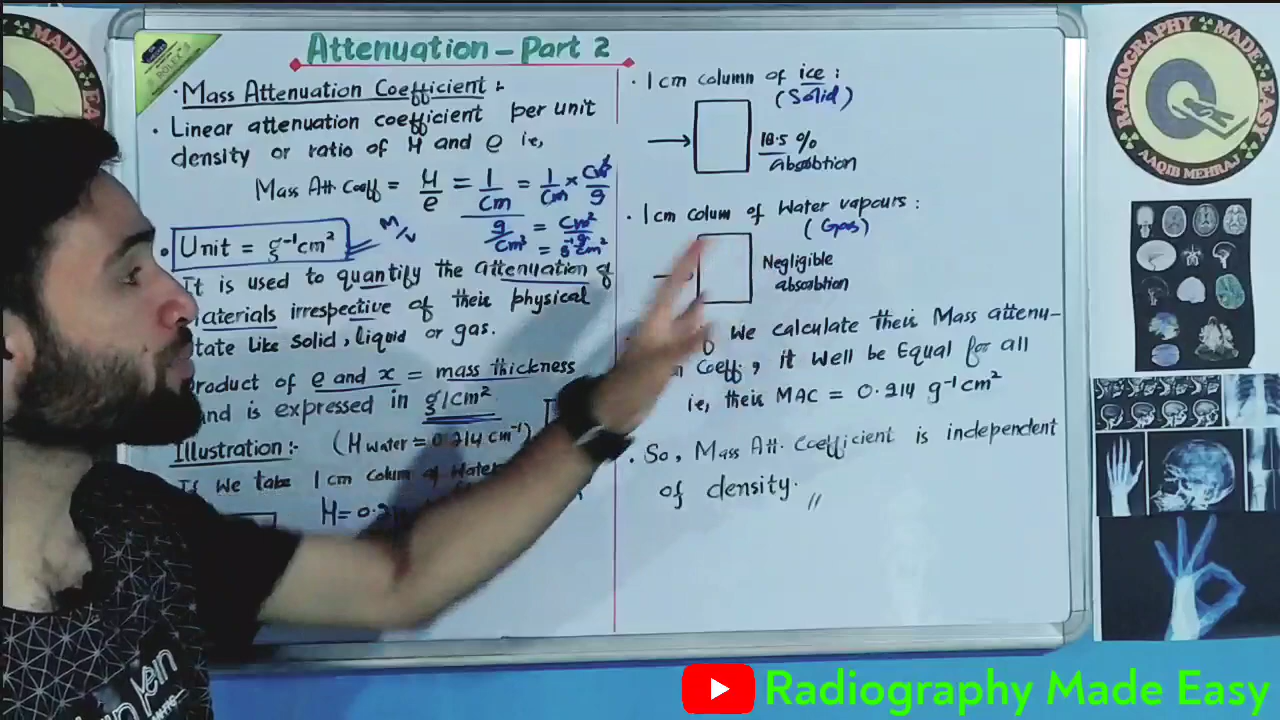 Attenuation - Part 2
• Mass Attenuation Coefficient :-
• Linear attenuation coefficient per unit
density or ratio of μ and ρ ie,
Mass Att. Coeff = μ/ρ = 1/cm / g/cm³ = 1/cm × cm³/g
= cm²/g
= g⁻¹cm²
• Unit = g⁻¹cm² M/V
It is used to quantify the attenuation of
materials irrespective of their physical
state like solid, liquid or gas.
Product of ρ and x = mass thickness
and is expressed in g/cm²
Illustration:- (μ water = 0.214 cm⁻¹)
If we take 1 cm colum of Water
μ = 0.2
• 1 cm column of ice :
(Solid)
18.5 %
absorbtion
• 1 cm colum of Water vapours :
(Gas)
Negligible
absorbtion
we calculate their Mass attenu-
Coeff, it well be Equal for all
ie, their MAC = 0.214 g⁻¹cm²
• So, Mass Att. Coefficient is independent
of density.
RADIOGRAPHY MADE EASY
AAQIB MEHRAJ
MADE EASY
Radiography Made Easy